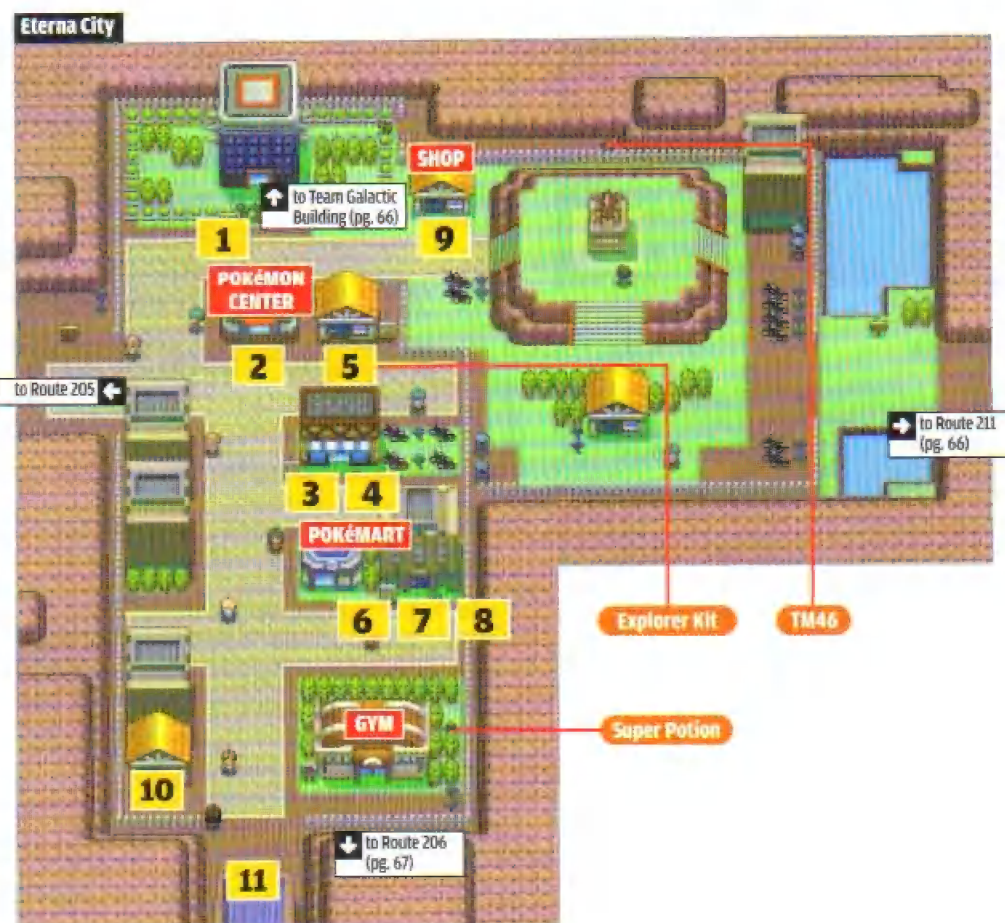 Eterna City
SHOP
to Team Galactic
Building (pg. 66)
1
9
POKéMON
CENTER
2
5
to Route 205
to Route 211
(pg. 66)
3
4
POKéMART
6
7
8
Explorer Kit
TM46
GYM
Super Potion
10
to Route 206
(pg. 67)
11